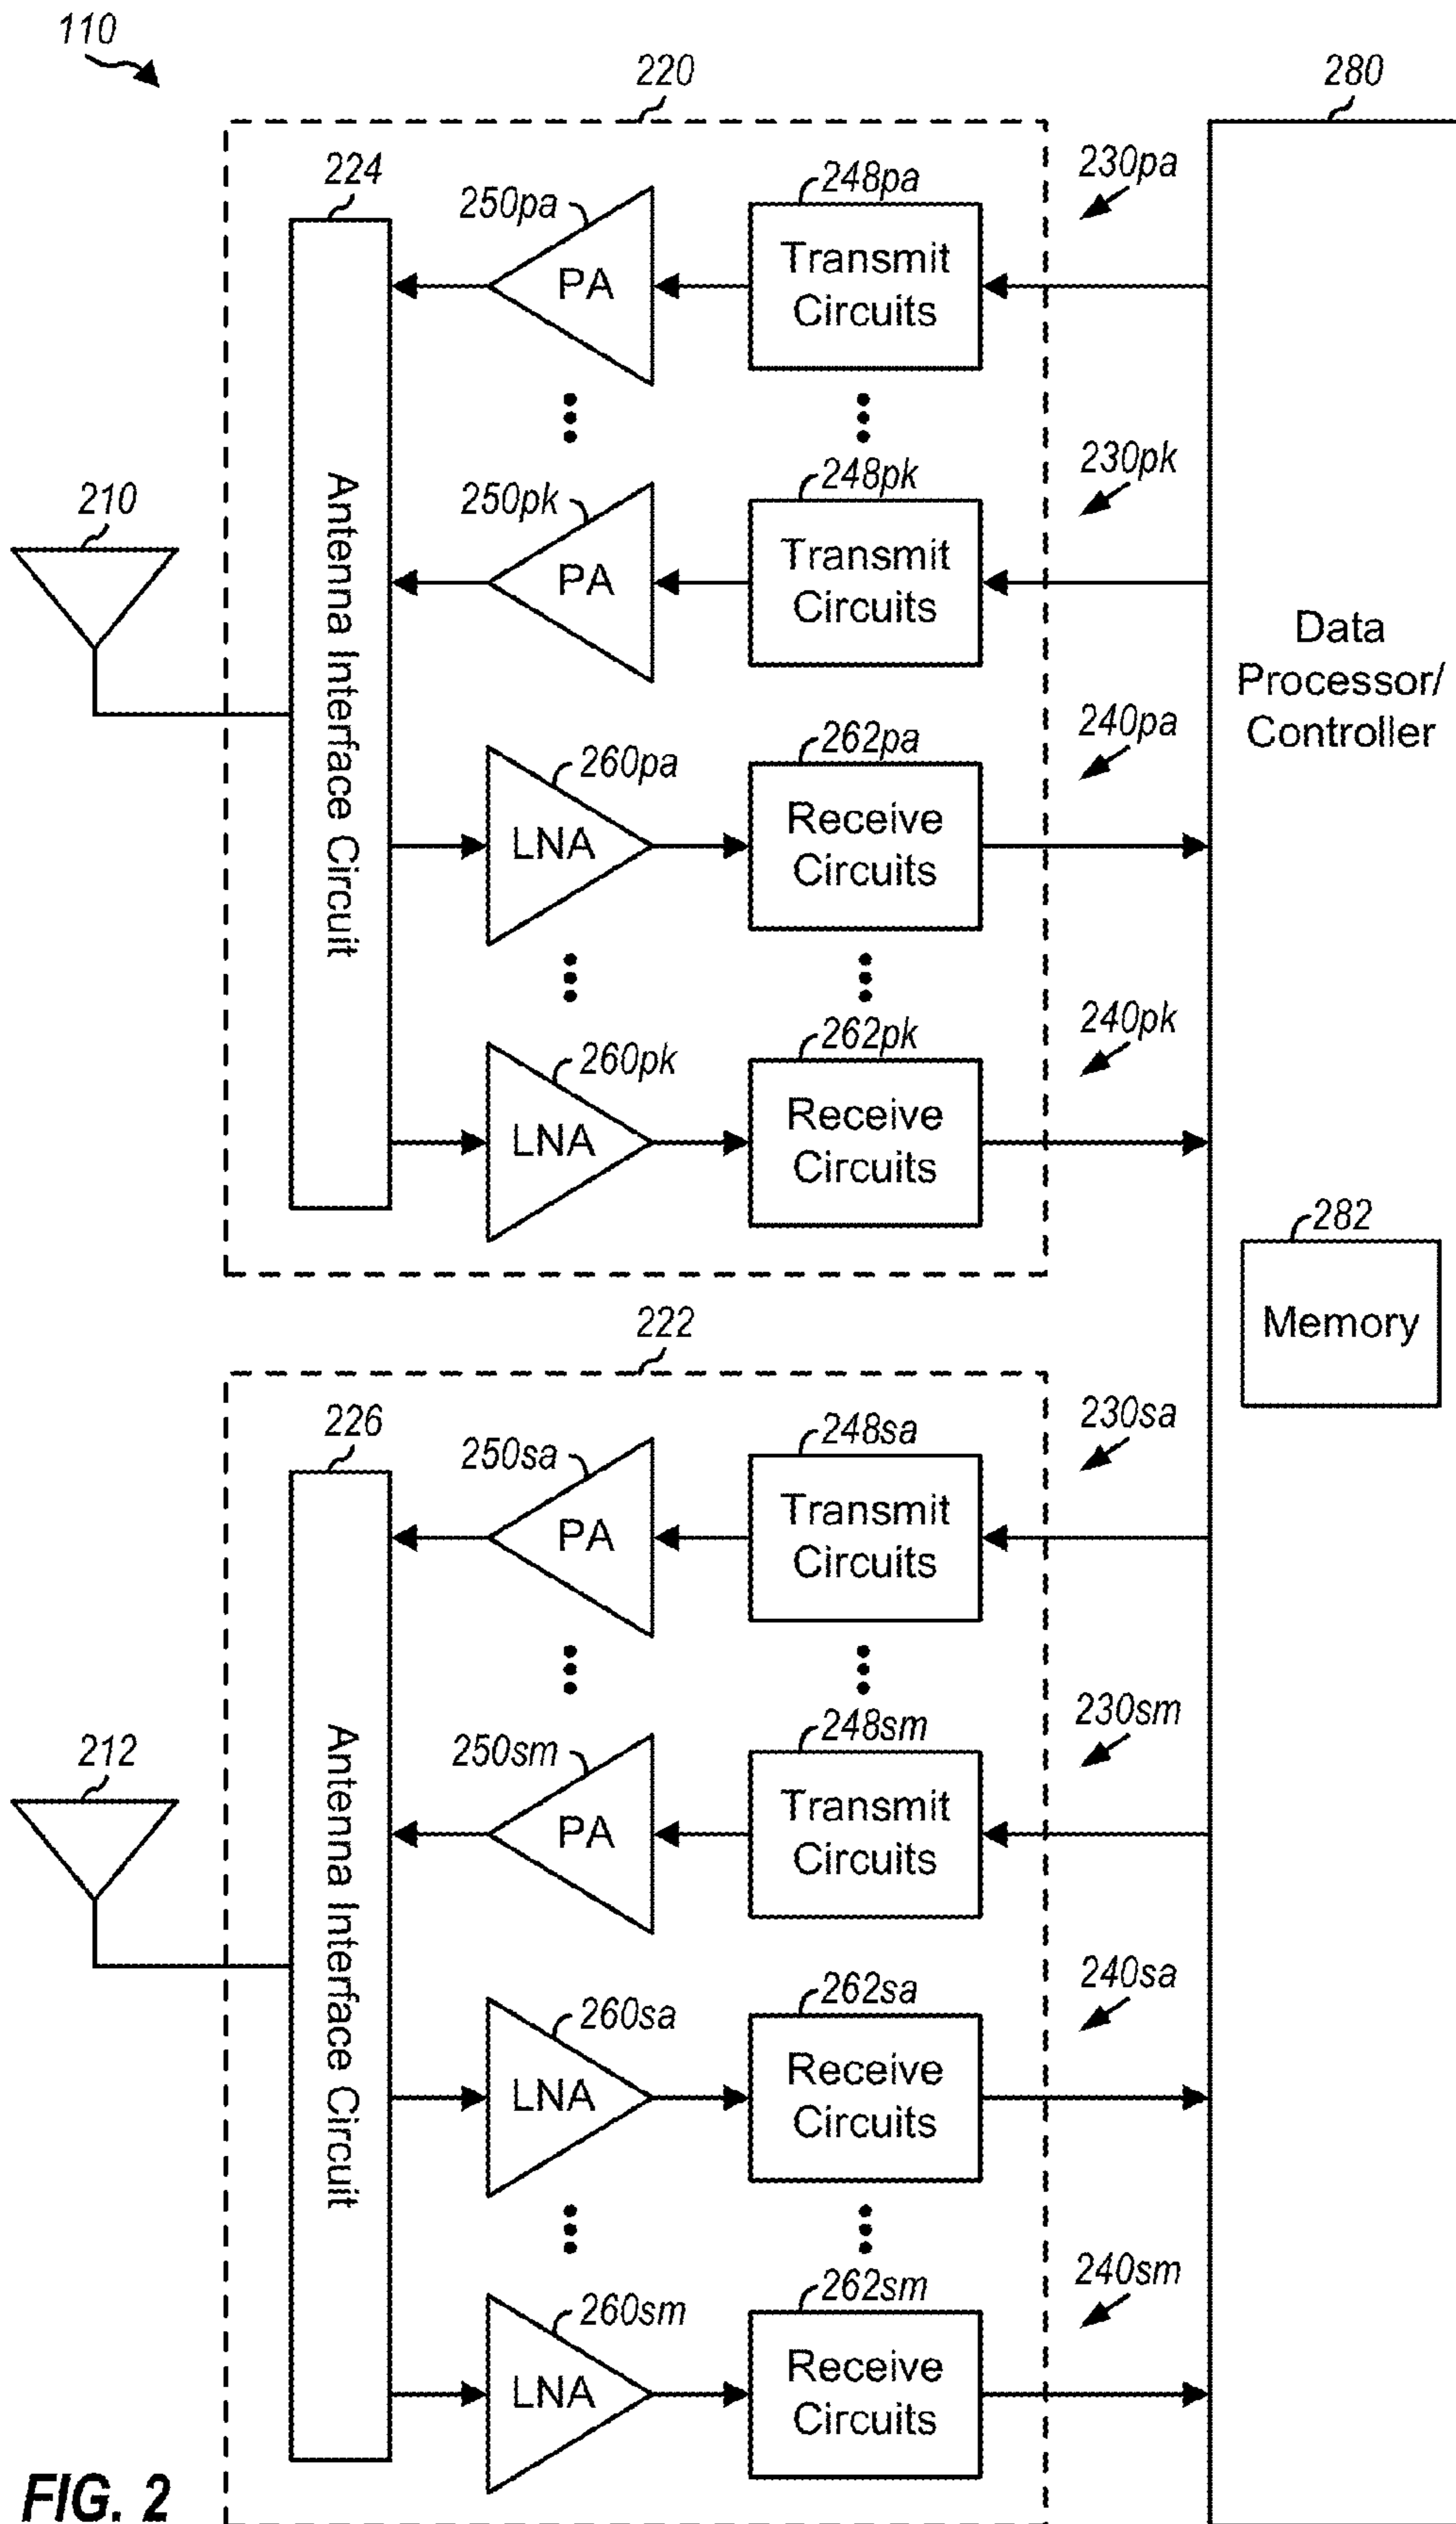 110
220
280
224
250pa
248pa
230pa
PA
Transmit
Circuits
210
250pk
248pk
230pk
PA
Transmit
Circuits
Antenna Interface Circuit
Data
Processor/
Controller
260pa
262pa
240pa
LNA
Receive
Circuits
260pk
262pk
240pk
LNA
Receive
Circuits
282
Memory
222
226
250sa
248sa
230sa
PA
Transmit
Circuits
212
250sm
248sm
230sm
PA
Transmit
Circuits
Antenna Interface Circuit
260sa
262sa
240sa
LNA
Receive
Circuits
260sm
262sm
240sm
LNA
Receive
Circuits
FIG. 2